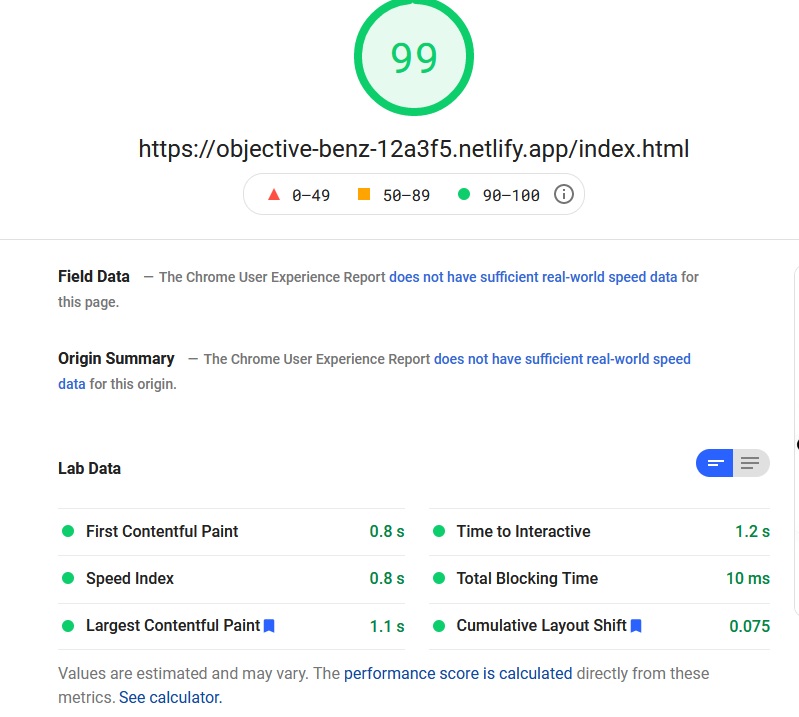 99
https://objective-benz-12a3f5.netlify.app/index.html
0–49 50–89 90–100
Field Data — The Chrome User Experience Report does not have sufficient real-world speed data for
this page.
Origin Summary — The Chrome User Experience Report does not have sufficient real-world speed
data for this origin.
Lab Data
First Contentful Paint 0.8 s
Time to Interactive 1.2 s
Speed Index 0.8 s
Total Blocking Time 10 ms
Largest Contentful Paint 1.1 s
Cumulative Layout Shift 0.075
Values are estimated and may vary. The performance score is calculated directly from these
metrics. See calculator.